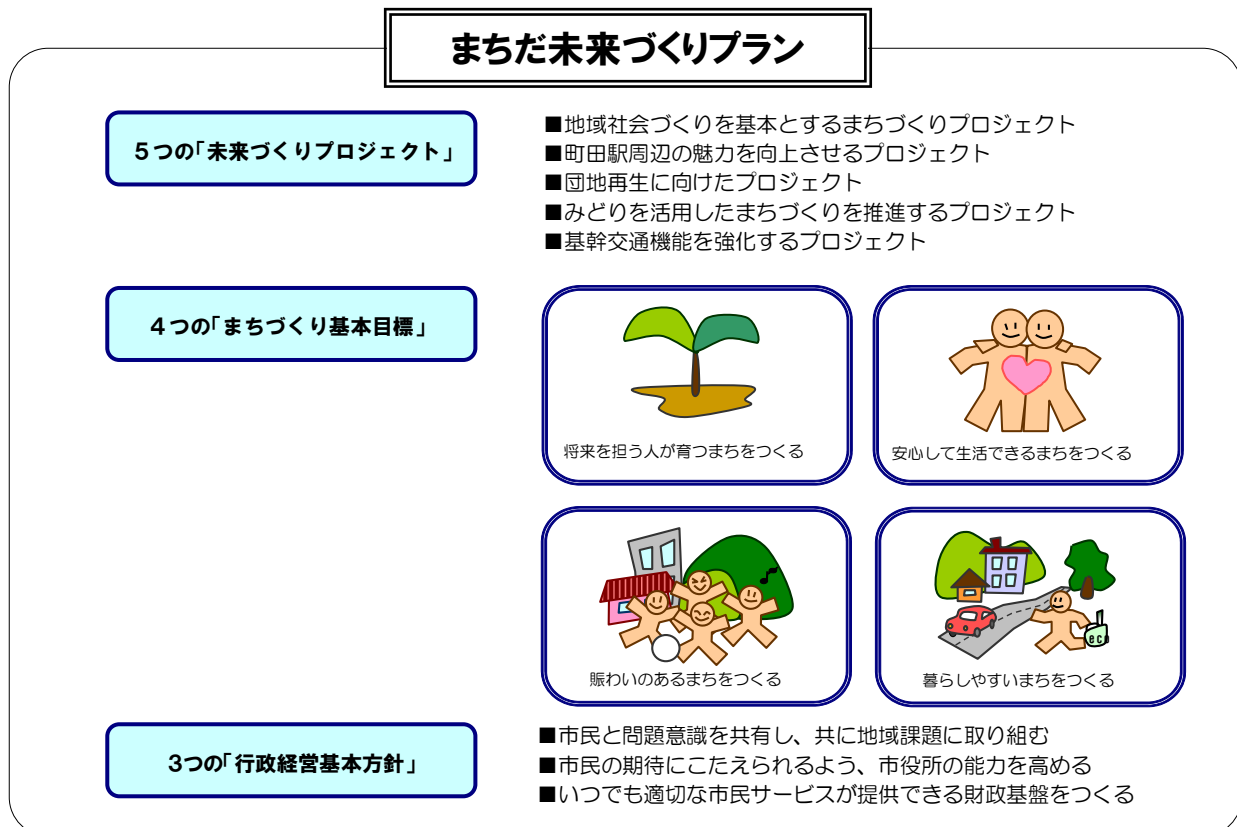 まちだ未来づくりプラン
５つの「未来づくりプロジェクト」
■地域社会づくりを基本とするまちづくりプロジェクト
■町田駅周辺の魅力を向上させるプロジェクト
■団地再生に向けたプロジェクト
■みどりを活用したまちづくりを推進するプロジェクト
■基幹交通機能を強化するプロジェクト
４つの「まちづくり基本目標」
将来を担う人が育つまちをつくる
安心して生活できるまちをつくる
賑わいのあるまちをつくる
eco
暮らしやすいまちをつくる
3つの「行政経営基本方針」
■市民と問題意識を共有し、共に地域課題に取り組む
■市民の期待にこたえられるよう、市役所の能力を高める
■いつでも適切な市民サービスが提供できる財政基盤をつくる